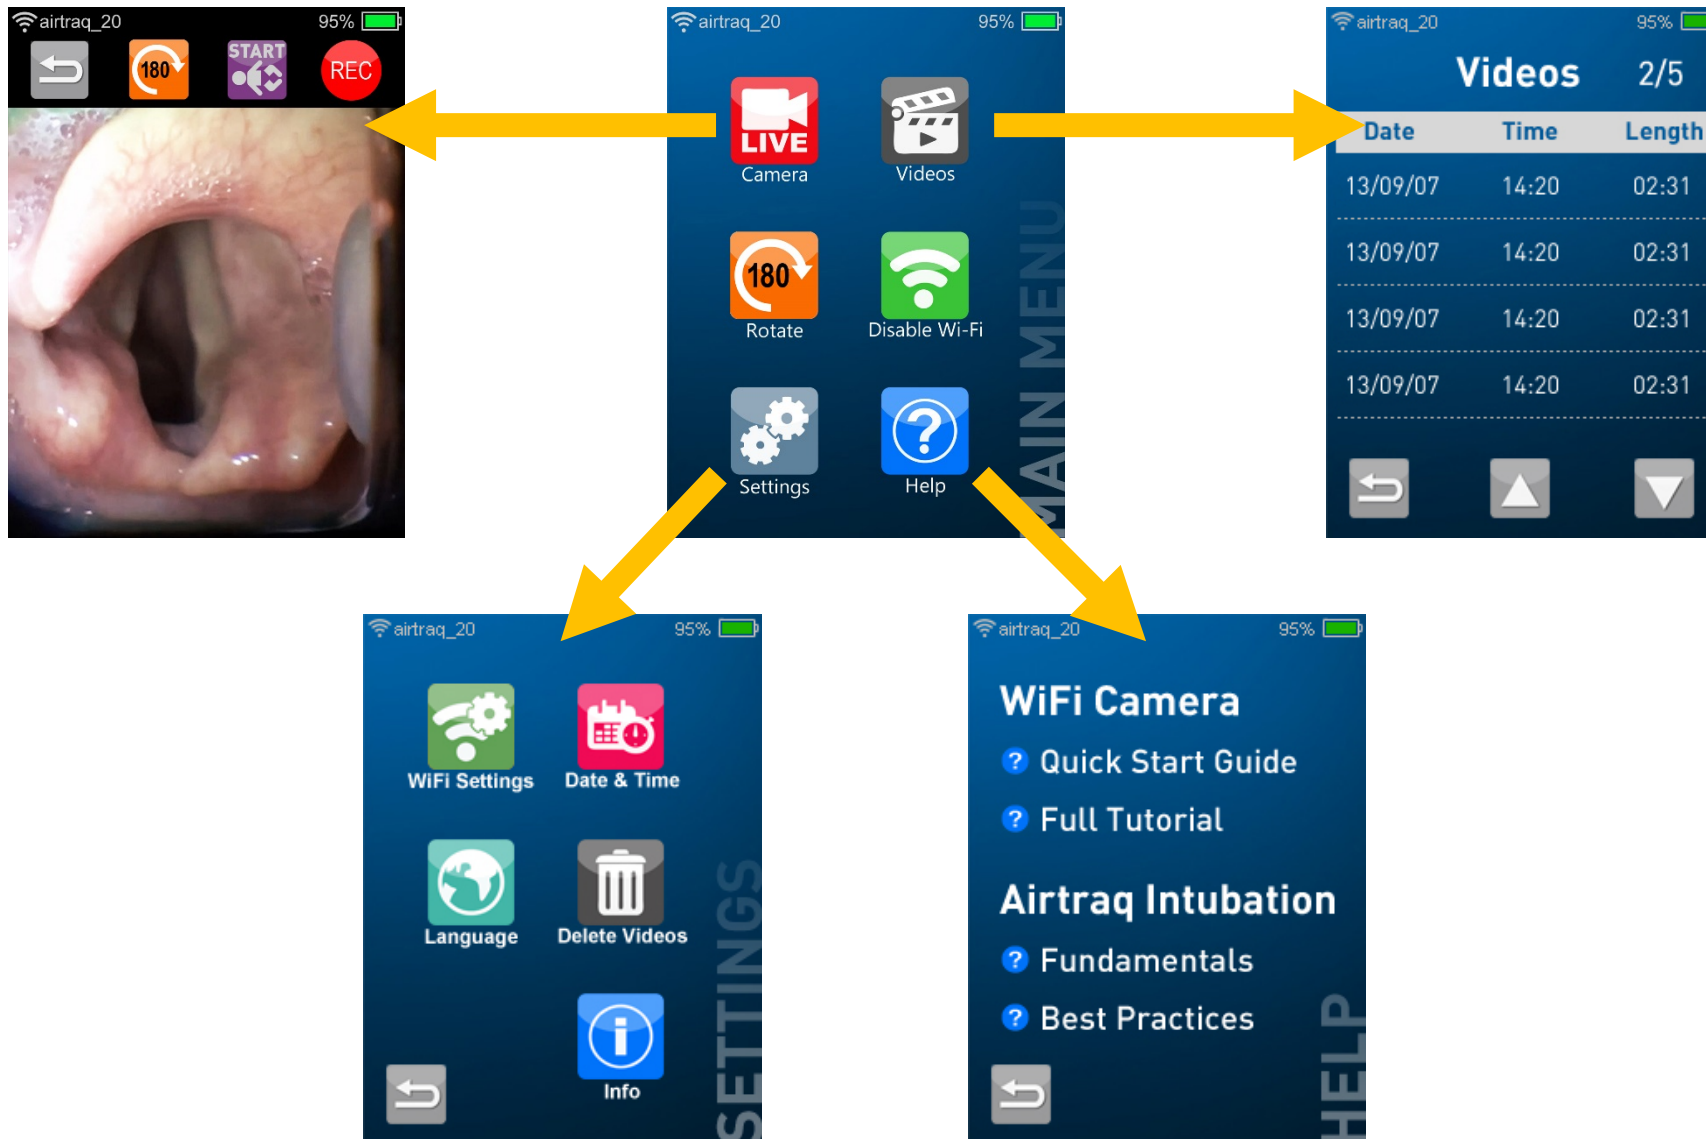 airtraq_20 95%
180 START REC
airtraq_20 95%
LIVE
Camera Videos
180
Rotate Disable Wi-Fi
Settings Help
MAIN MENU
airtraq_20 95%
Videos 2/5
Date Time Length
13/09/07 14:20 02:31
13/09/07 14:20 02:31
13/09/07 14:20 02:31
13/09/07 14:20 02:31
airtraq_20 95%
WiFi Settings Date & Time
Language Delete Videos
Info
SETTINGS
airtraq_20 95%
WiFi Camera
? Quick Start Guide
? Full Tutorial
Airtraq Intubation
? Fundamentals
? Best Practices
HELP